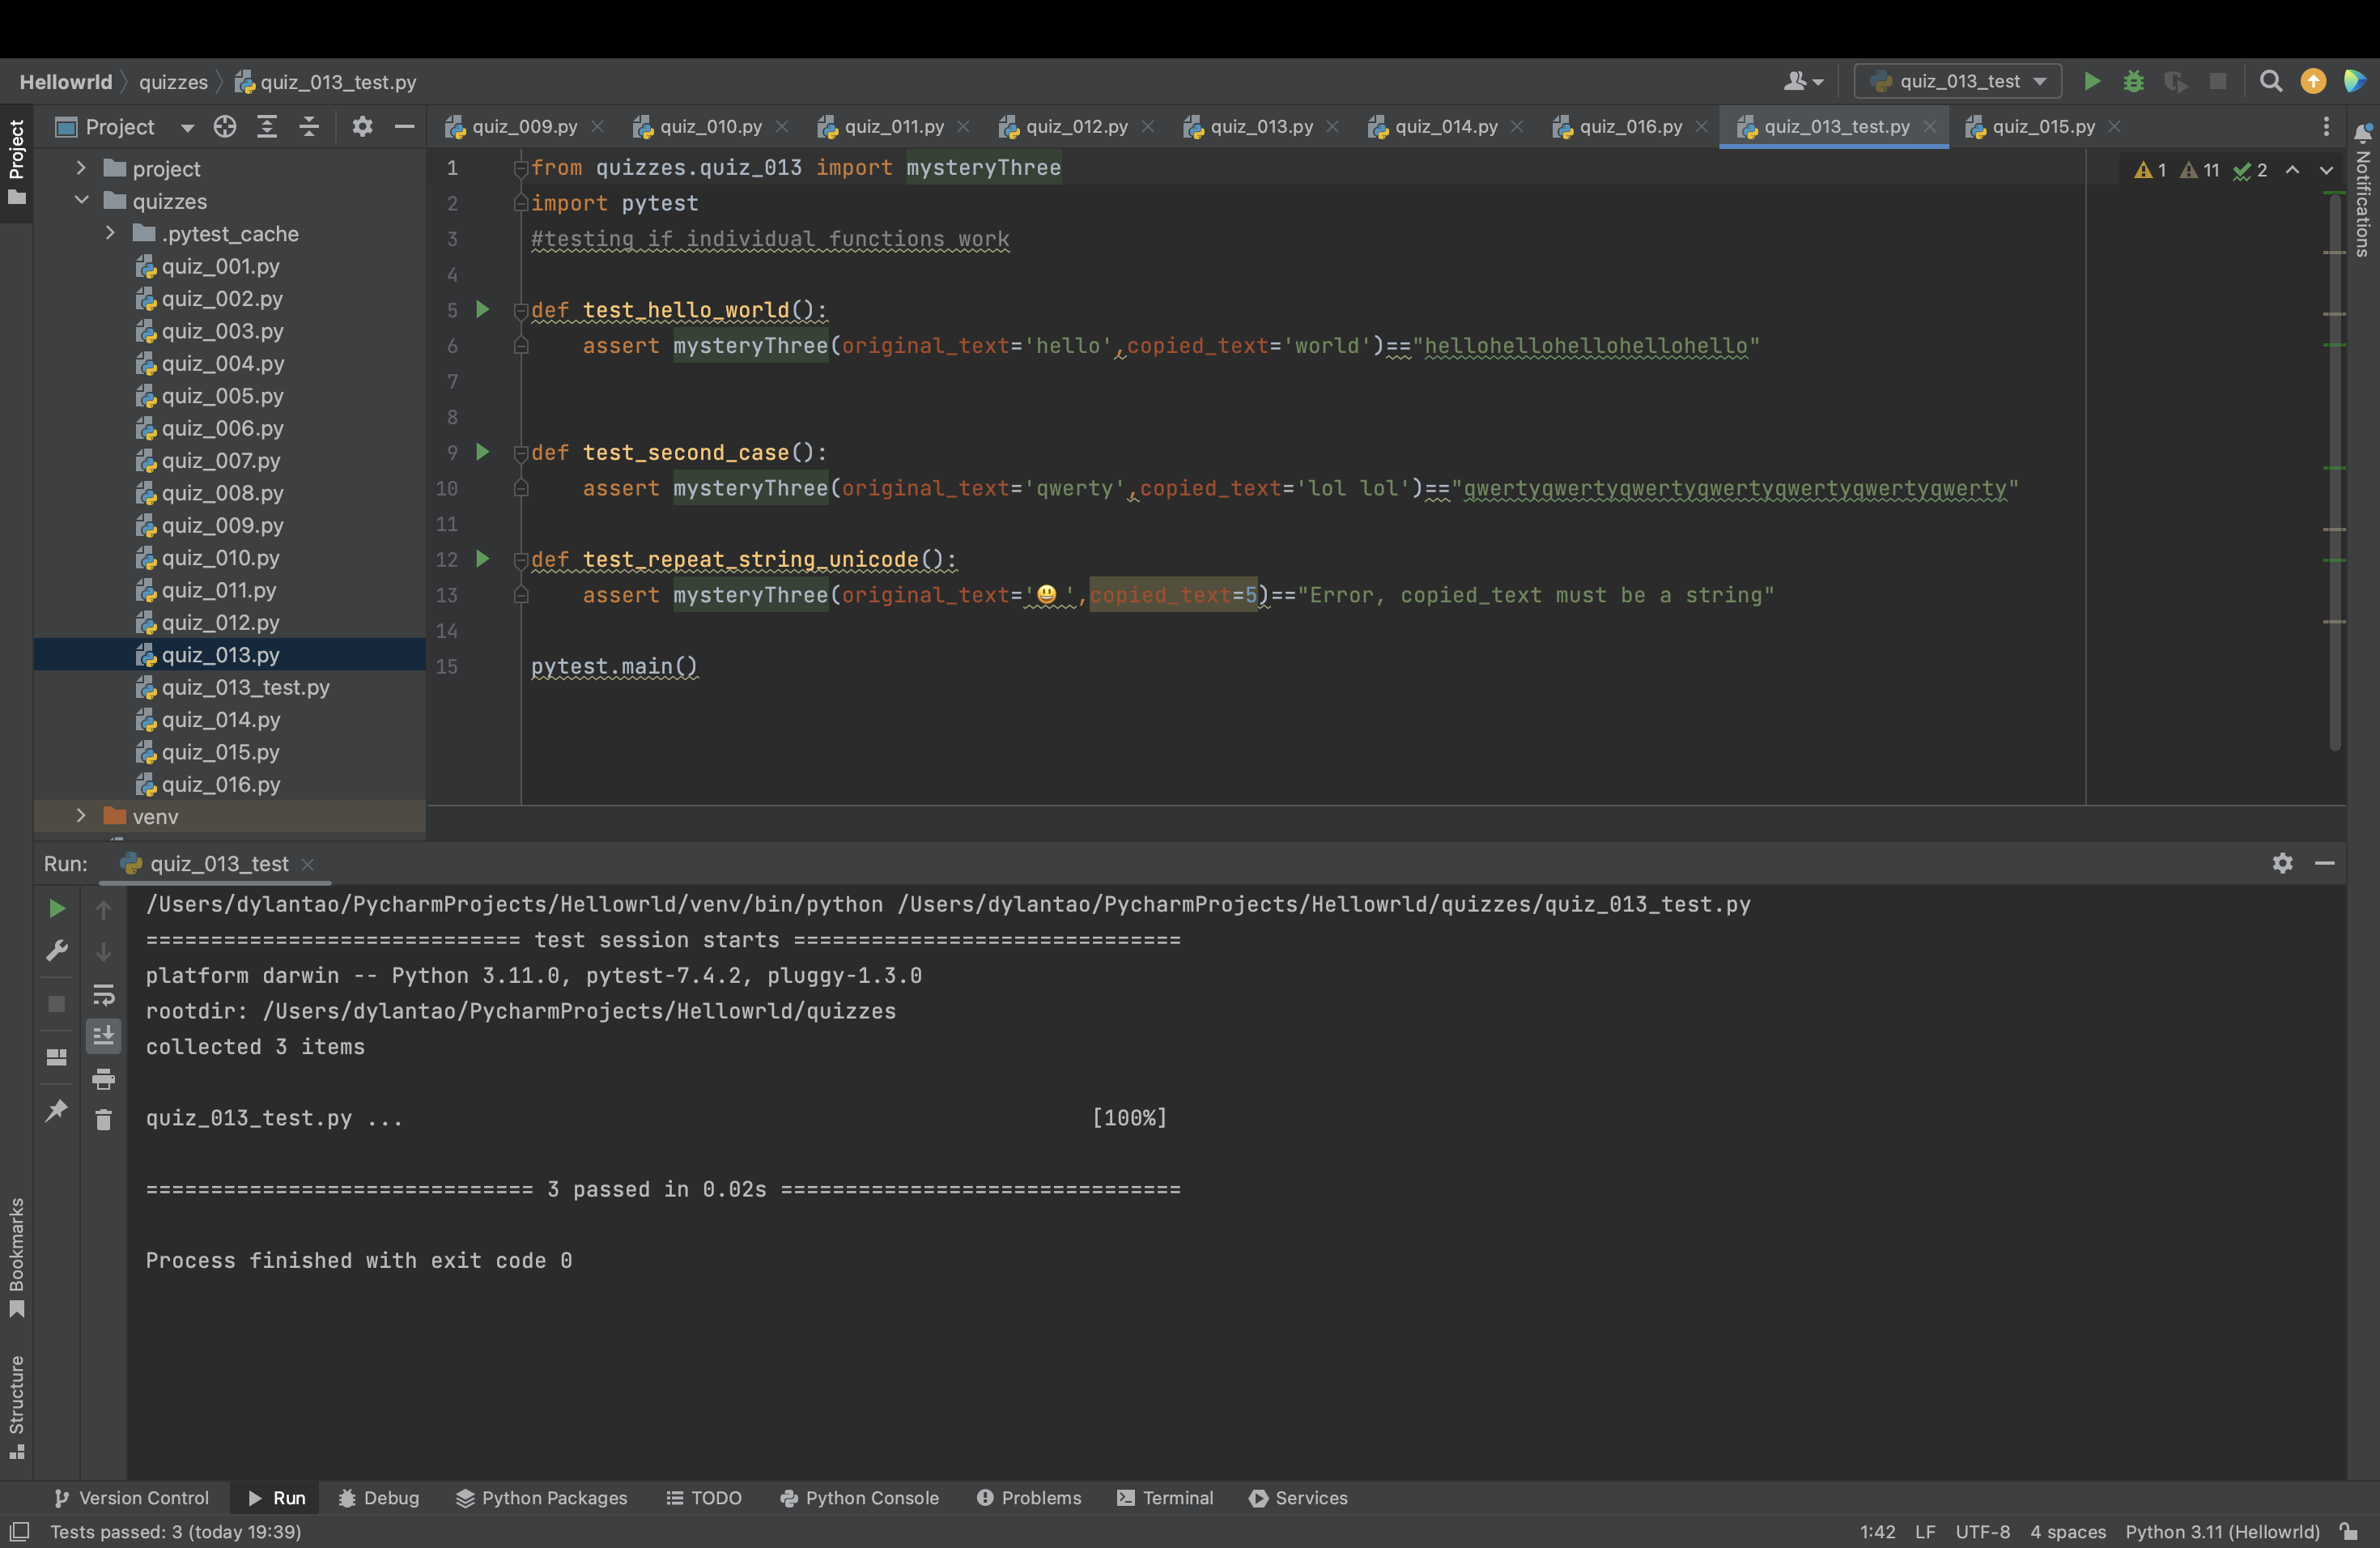 Hellowrld quizzes quiz_013_test.py
quiz_013_test
Project
quiz_009.py quiz_010.py quiz_011.py quiz_012.py quiz_013.py quiz_014.py quiz_016.py quiz_013_test.py quiz_015.py
Project
Notifications
project
quizzes
.pytest_cache
quiz_001.py
quiz_002.py
quiz_003.py
quiz_004.py
quiz_005.py
quiz_006.py
quiz_007.py
quiz_008.py
quiz_009.py
quiz_010.py
quiz_011.py
quiz_012.py
quiz_013.py
quiz_013_test.py
quiz_014.py
quiz_015.py
quiz_016.py
venv
1 from quizzes.quiz_013 import mysteryThree
1 11 2
2 import pytest
3 #testing if individual functions work
4
5 def test_hello_world():
6 assert mysteryThree(original_text='hello',copied_text='world')=="hellohellohellohellohello"
7
8
9 def test_second_case():
10 assert mysteryThree(original_text='qwerty',copied_text='lol lol')=="qwertyqwertyqwertyqwertyqwertyqwertyqwerty"
11
12 def test_repeat_string_unicode():
13 assert mysteryThree(original_text='😃',copied_text=5)=="Error, copied_text must be a string"
14
15 pytest.main()
Run: quiz_013_test
/Users/dylantao/PycharmProjects/Hellowrld/venv/bin/python /Users/dylantao/PycharmProjects/Hellowrld/quizzes/quiz_013_test.py
============================= test session starts ==============================
platform darwin -- Python 3.11.0, pytest-7.4.2, pluggy-1.3.0
rootdir: /Users/dylantao/PycharmProjects/Hellowrld/quizzes
collected 3 items
quiz_013_test.py ... [100%]
============================== 3 passed in 0.02s ===============================
Process finished with exit code 0
Bookmarks
Structure
Version Control Run Debug Python Packages TODO Python Console Problems Terminal Services
Tests passed: 3 (today 19:39)
1:42 LF UTF-8 4 spaces Python 3.11 (Hellowrld)